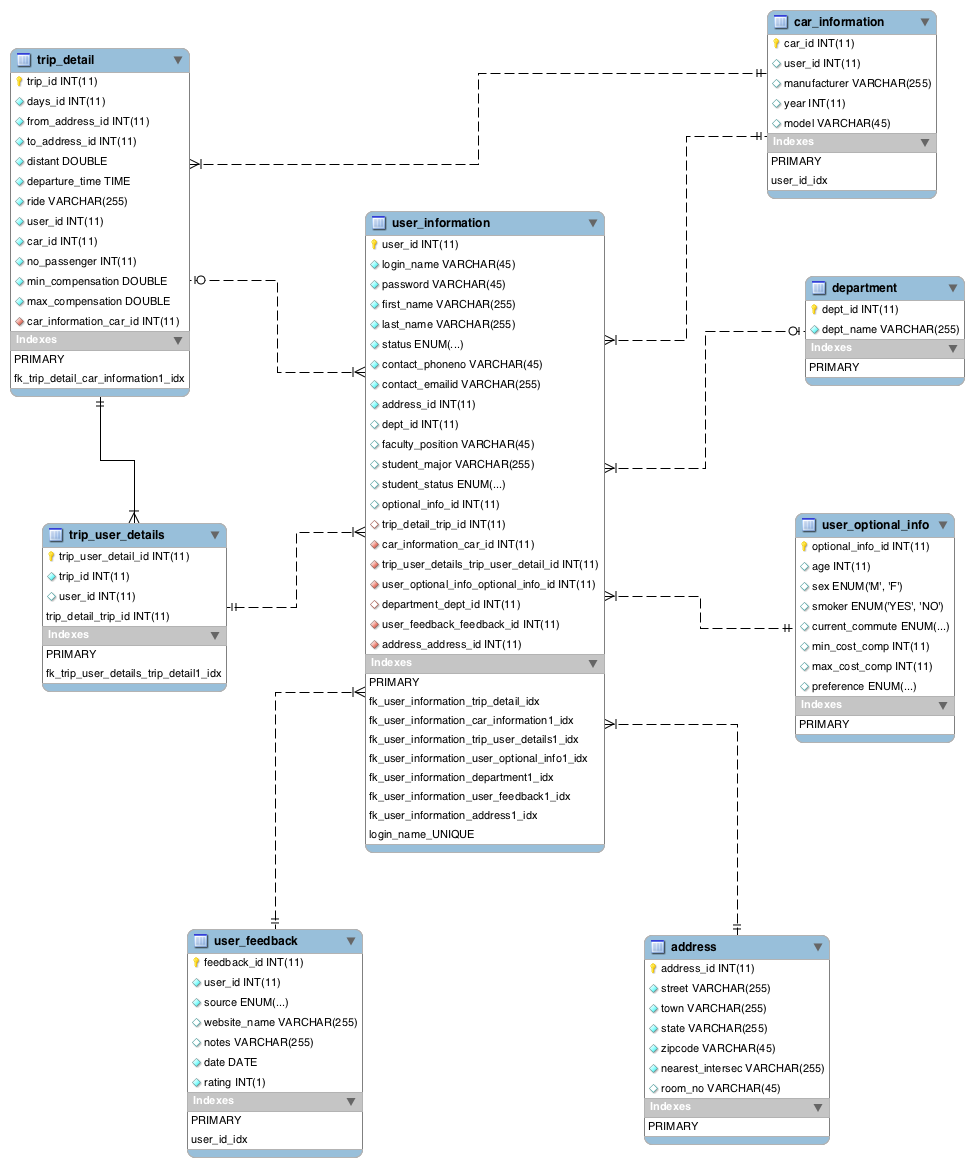 trip_detail
trip_id INT(11)
days_id INT(11)
from_address_id INT(11)
to_address_id INT(11)
distant DOUBLE
departure_time TIME
ride VARCHAR(255)
user_id INT(11)
car_id INT(11)
no_passenger INT(11)
min_compensation DOUBLE
max_compensation DOUBLE
car_information_car_id INT(11)
Indexes
PRIMARY
fk_trip_detail_car_information1_idx
car_information
car_id INT(11)
user_id INT(11)
manufacturer VARCHAR(255)
year INT(11)
model VARCHAR(45)
Indexes
PRIMARY
user_id_idx
user_information
user_id INT(11)
login_name VARCHAR(45)
password VARCHAR(45)
first_name VARCHAR(255)
last_name VARCHAR(255)
status ENUM(...)
contact_phoneno VARCHAR(45)
contact_emailid VARCHAR(255)
address_id INT(11)
dept_id INT(11)
faculty_position VARCHAR(45)
student_major VARCHAR(255)
student_status ENUM(...)
optional_info_id INT(11)
trip_detail_trip_id INT(11)
car_information_car_id INT(11)
trip_user_details_trip_user_detail_id INT(11)
user_optional_info_optional_info_id INT(11)
department_dept_id INT(11)
user_feedback_feedback_id INT(11)
address_address_id INT(11)
Indexes
PRIMARY
fk_user_information_trip_detail_idx
fk_user_information_car_information1_idx
fk_user_information_trip_user_details1_idx
fk_user_information_user_optional_info1_idx
fk_user_information_department1_idx
fk_user_information_user_feedback1_idx
fk_user_information_address1_idx
login_name_UNIQUE
department
dept_id INT(11)
dept_name VARCHAR(255)
Indexes
PRIMARY
trip_user_details
trip_user_detail_id INT(11)
trip_id INT(11)
user_id INT(11)
trip_detail_trip_id INT(11)
Indexes
PRIMARY
fk_trip_user_details_trip_detail1_idx
user_optional_info
optional_info_id INT(11)
age INT(11)
sex ENUM('M', 'F')
smoker ENUM('YES', 'NO')
current_commute ENUM(...)
min_cost_comp INT(11)
max_cost_comp INT(11)
preference ENUM(...)
Indexes
PRIMARY
user_feedback
feedback_id INT(11)
user_id INT(11)
source ENUM(...)
website_name VARCHAR(255)
notes VARCHAR(255)
date DATE
rating INT(1)
Indexes
PRIMARY
user_id_idx
address
address_id INT(11)
street VARCHAR(255)
town VARCHAR(255)
state VARCHAR(255)
zipcode VARCHAR(45)
nearest_intersec VARCHAR(255)
room_no VARCHAR(45)
Indexes
PRIMARY